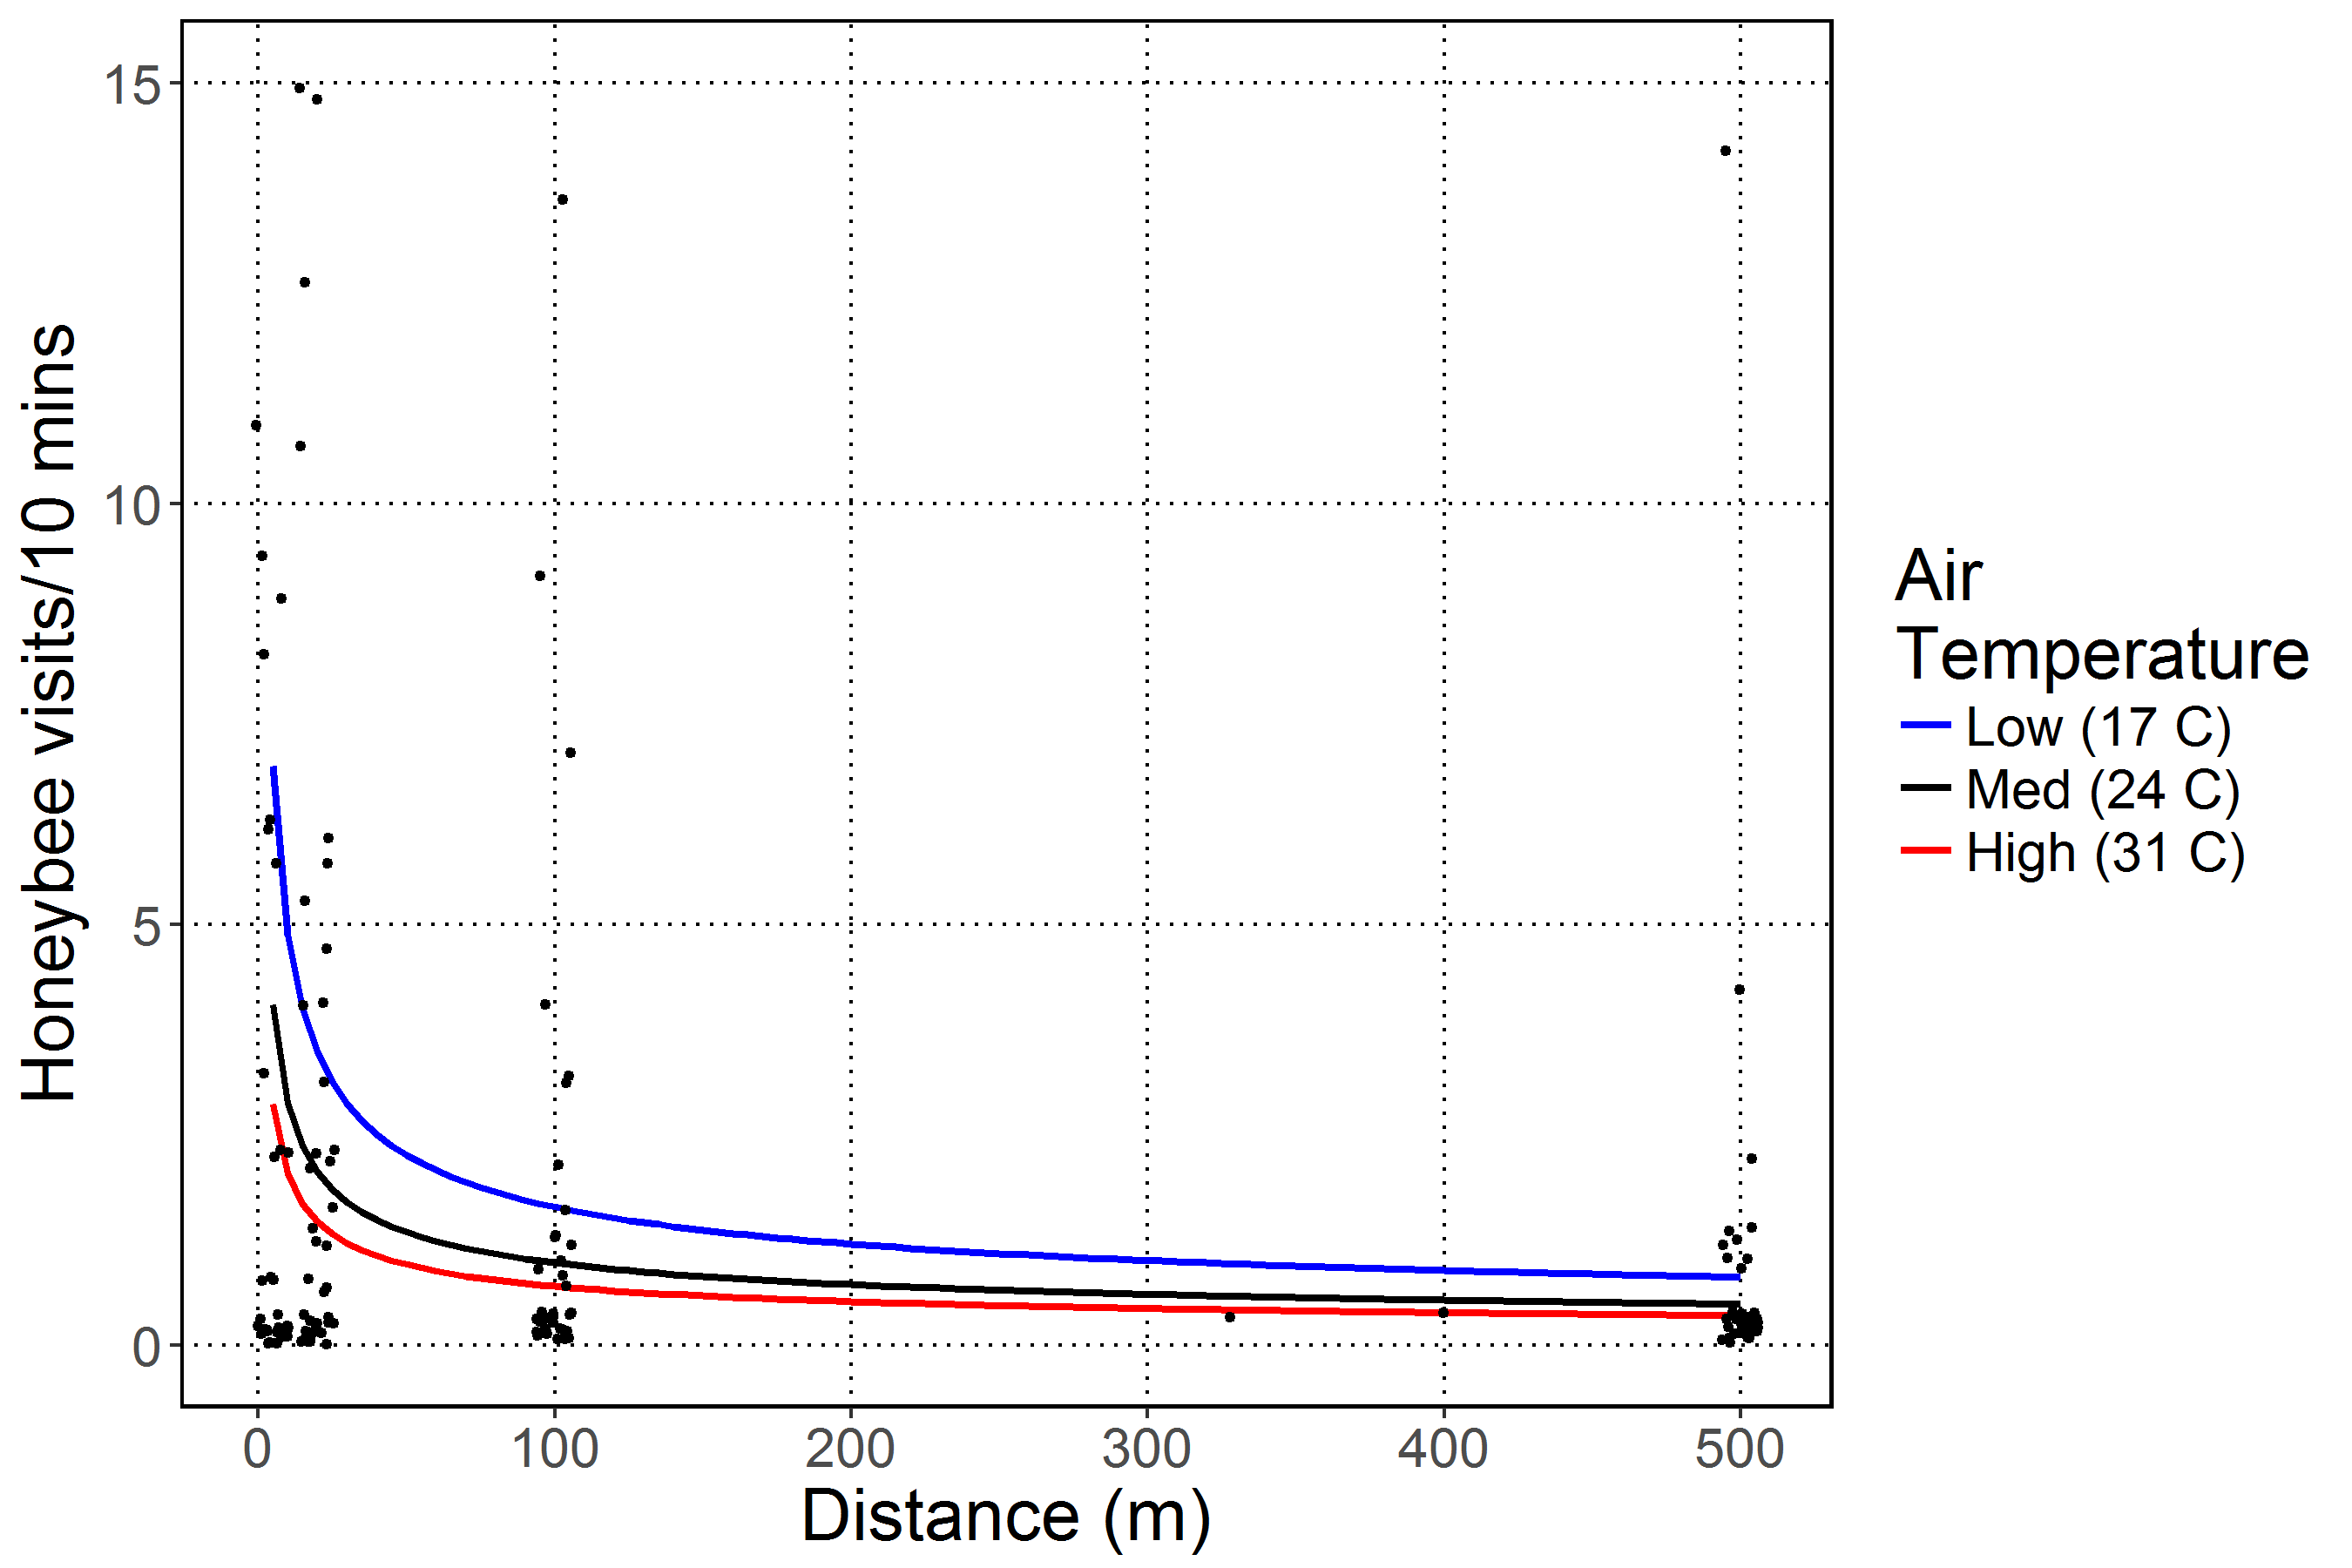 15
10
5
0
Honeybee visits/10 mins
0 100 200 300 400 500
Distance (m)
Air
Temperature
Low (17 C)
Med (24 C)
High (31 C)